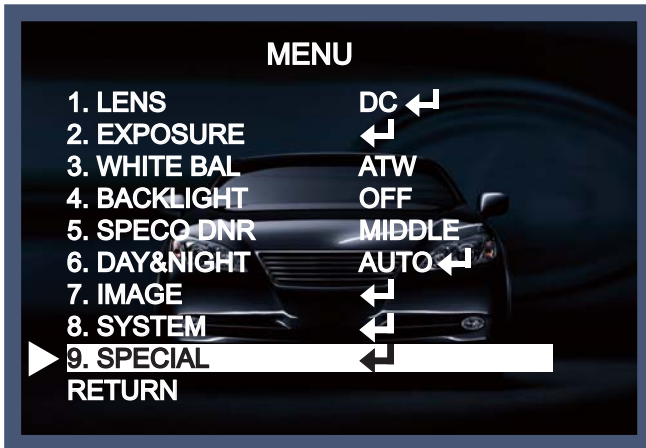 MENU
1. LENS DC ↵
2. EXPOSURE ↵
3. WHITE BAL ATW
4. BACKLIGHT OFF
5. SPECO DNR MIDDLE
6. DAY&NIGHT AUTO ↵
7. IMAGE ↵
8. SYSTEM ↵
9. SPECIAL ↵
RETURN